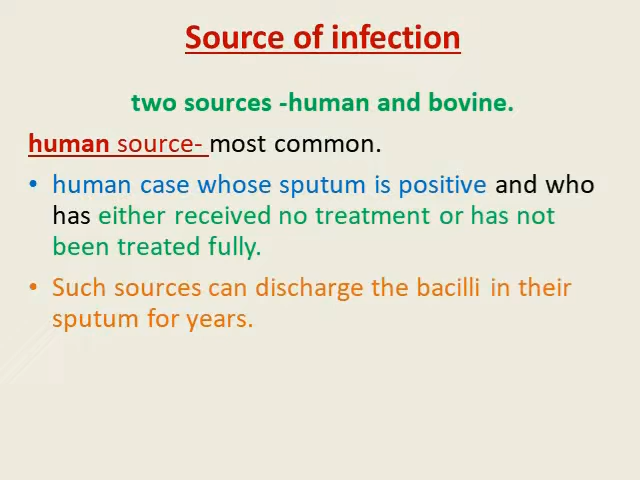 Source of infection
two sources -human and bovine.
human source- most common.
• human case whose sputum is positive and who
has either received no treatment or has not
been treated fully.
• Such sources can discharge the bacilli in their
sputum for years.